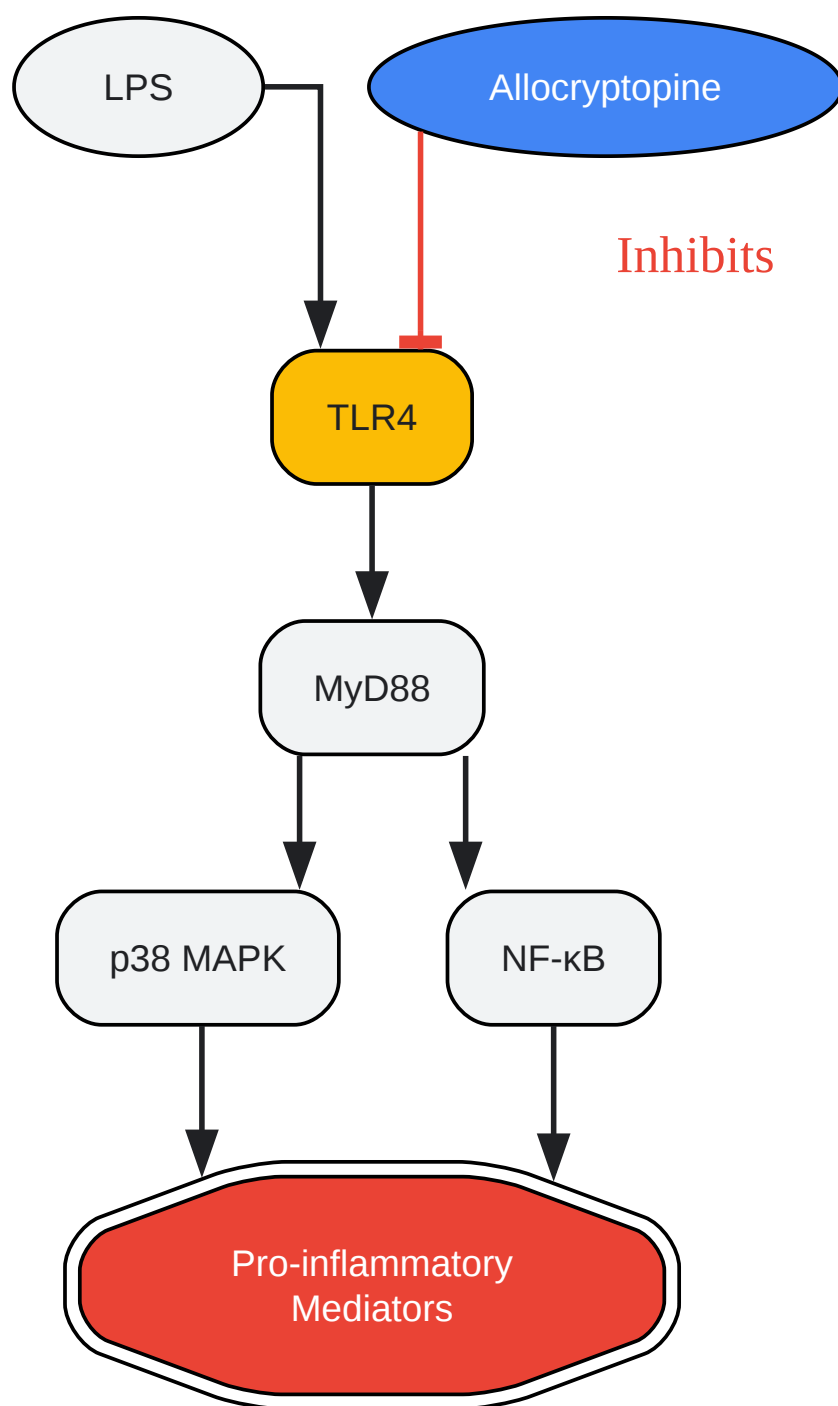 LPS
Allocryptopine
Inhibits
TLR4
MyD88
p38 MAPK
NF-κB
Pro-inflammatory
Mediators